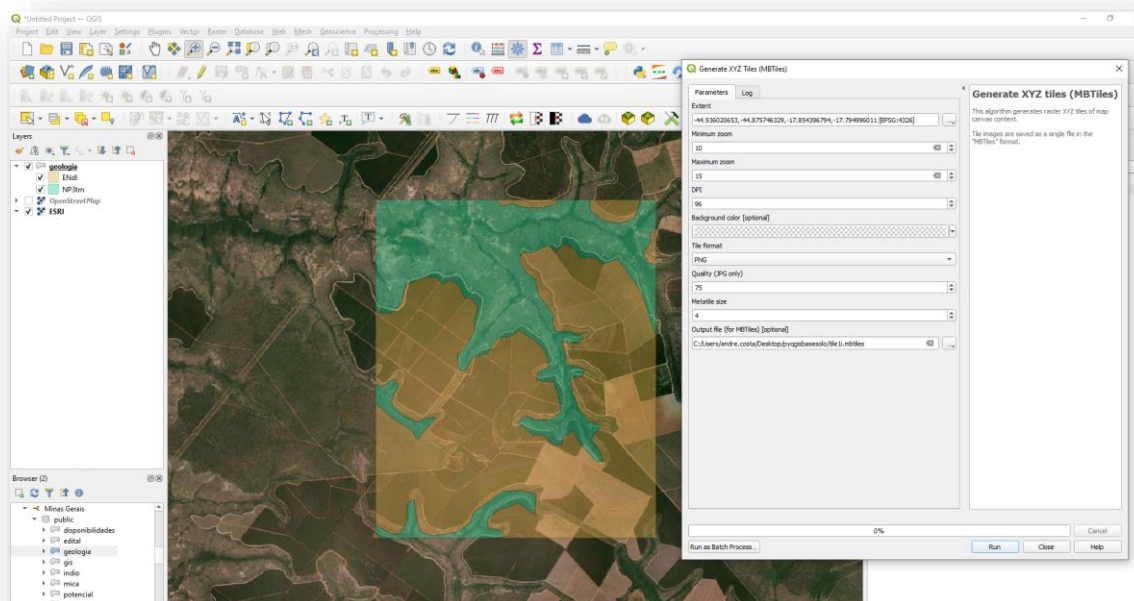 *Untitled Project — QGIS
Project Edit View Layer Settings Plugins Vector Raster Database Web Mesh Geoscience Processing Help
Layers
geologia
ENdl
NP3tm
OpenStreetMap
ESRI
Browser (2)
Minas Gerais
public
disponibilidades
edital
geologia
gis
indio
mica
potencial
Generate XYZ Tiles (MBTiles)
Parameters Log
Extent
-44.936020653,-44.875746329,-17.854396794,-17.794996011 [EPSG:4326]
Minimum zoom
10
Maximum zoom
15
DPI
96
Background color [optional]
Tile format
PNG
Quality (JPG only)
75
Metatile size
4
Output file (for MBTiles) [optional]
C:/Users/andre.costa/Desktop/pyqgisbasesolo/tile1i.mbtiles
Generate XYZ tiles (MBTiles)
This algorithm generates raster XYZ tiles of map
canvas content.
Tile images are saved as a single file in the
"MBTiles" format.
0%
Cancel
Run as Batch Process...
Run Close Help